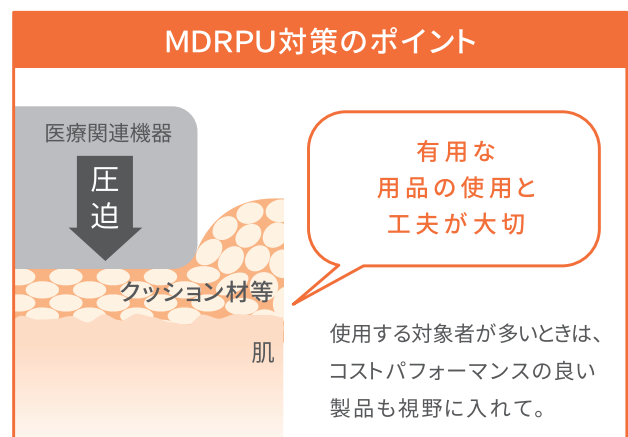 MDRPU対策のポイント
医療関連機器
圧
迫
クッション材等
肌
有用な
用品の使用と
工夫が大切
使用する対象者が多いときは、
コストパフォーマンスの良い
製品も視野に入れて。